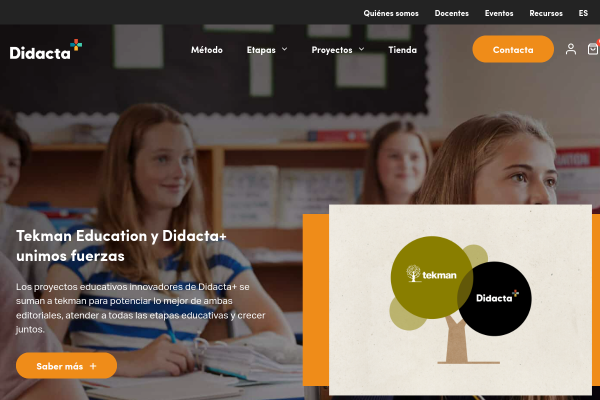 Quiénes somos Docentes Eventos Recursos ES
Didacta+ Método Etapas Proyectos Tienda Contacta
Tekman Education y Didacta+
unimos fuerzas
Los proyectos educativos innovadores de Didacta+ se
suman a tekman para potenciar lo mejor de ambas
editoriales, atender a todas las etapas educativas y crecer
juntos.
Saber más +
tekman
Didacta+